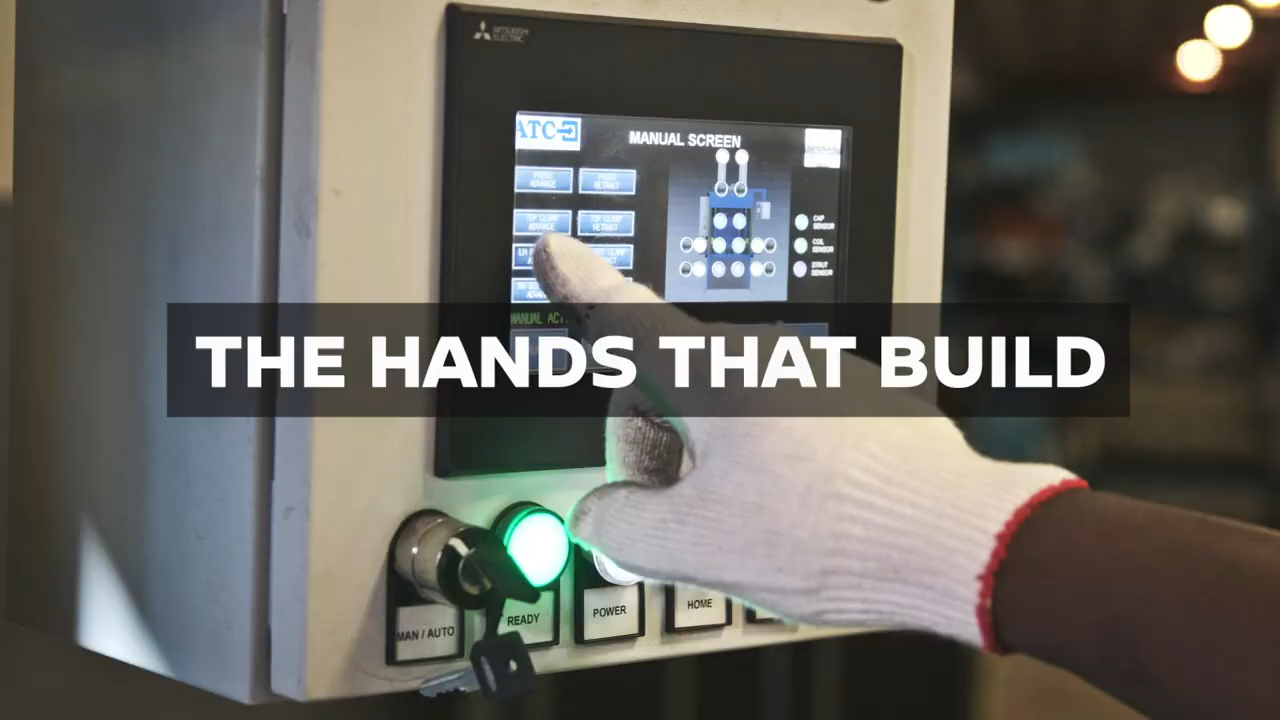 MITSUBISHI
ELECTRIC
ATC
MANUAL SCREEN
ADVANCE
RETRACT
TOP CLAMP
ADVANCE
TOP CLAMP
RETRACT
CAP
SENSOR
COIL
SENSOR
STRUT
SENSOR
MANUAL
THE HANDS THAT BUILD
MAN / AUTO
READY
POWER
HOME